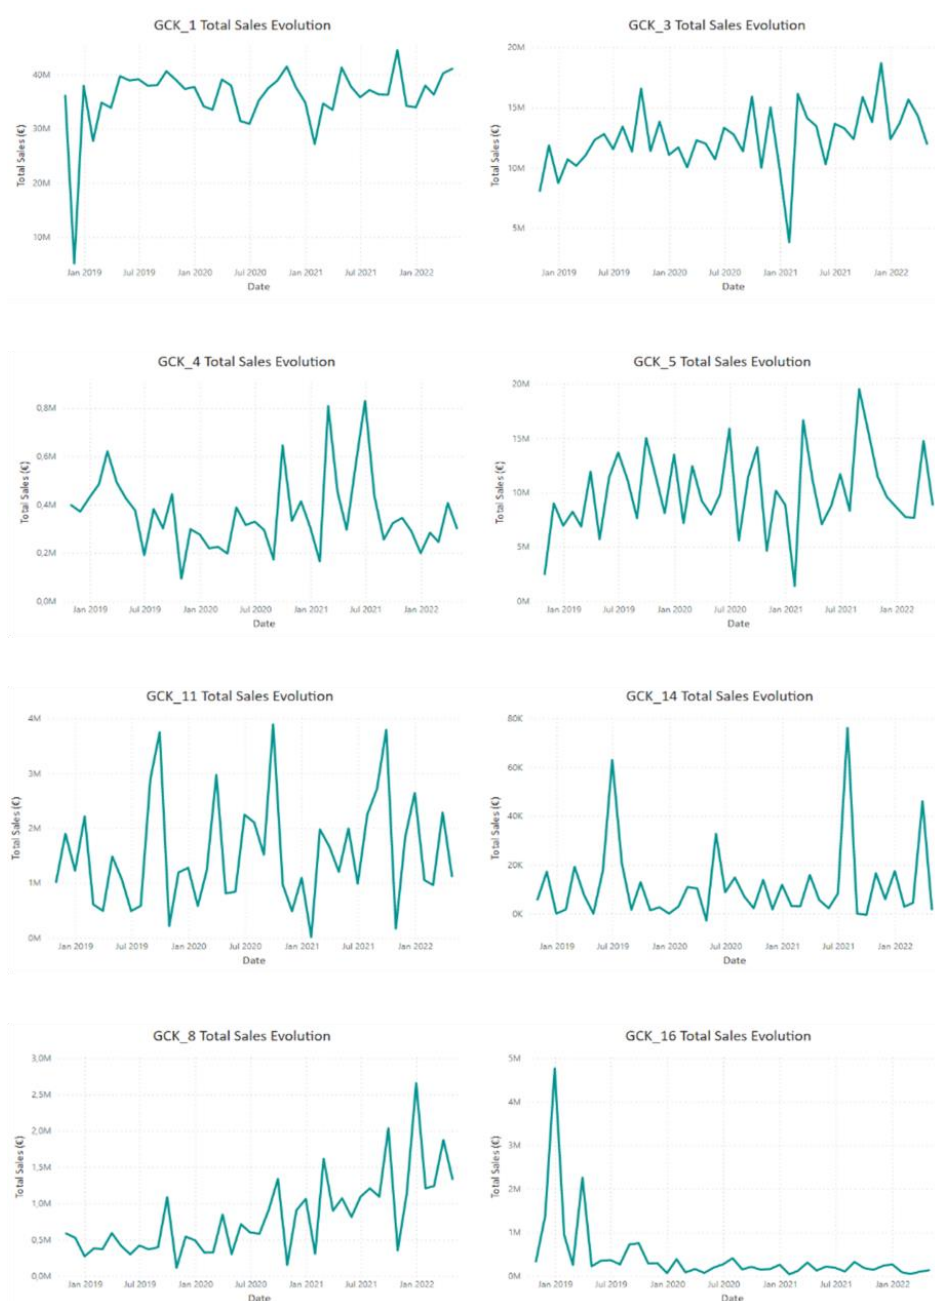 GCK_1 Total Sales Evolution
Total Sales (€)
40M
30M
20M
10M
Jan 2019 Jul 2019 Jan 2020 Jul 2020 Jan 2021 Jul 2021 Jan 2022
Date
GCK_3 Total Sales Evolution
Total Sales (€)
20M
15M
10M
5M
Jan 2019 Jul 2019 Jan 2020 Jul 2020 Jan 2021 Jul 2021 Jan 2022
Date
GCK_4 Total Sales Evolution
Total Sales (€)
0,8M
0,6M
0,4M
0,2M
0,0M
Jan 2019 Jul 2019 Jan 2020 Jul 2020 Jan 2021 Jul 2021 Jan 2022
Date
GCK_5 Total Sales Evolution
Total Sales (€)
20M
15M
10M
5M
0M
Jan 2019 Jul 2019 Jan 2020 Jul 2020 Jan 2021 Jul 2021 Jan 2022
Date
GCK_11 Total Sales Evolution
Total Sales (€)
4M
3M
2M
1M
0M
Jan 2019 Jul 2019 Jan 2020 Jul 2020 Jan 2021 Jul 2021 Jan 2022
Date
GCK_14 Total Sales Evolution
Total Sales (€)
80K
60K
40K
20K
0K
Jan 2019 Jul 2019 Jan 2020 Jul 2020 Jan 2021 Jul 2021 Jan 2022
Date
GCK_8 Total Sales Evolution
Total Sales (€)
3,0M
2,5M
2,0M
1,5M
1,0M
0,5M
0,0M
Jan 2019 Jul 2019 Jan 2020 Jul 2020 Jan 2021 Jul 2021 Jan 2022
Date
GCK_16 Total Sales Evolution
Total Sales (€)
5M
4M
3M
2M
1M
0M
Jan 2019 Jul 2019 Jan 2020 Jul 2020 Jan 2021 Jul 2021 Jan 2022
Date